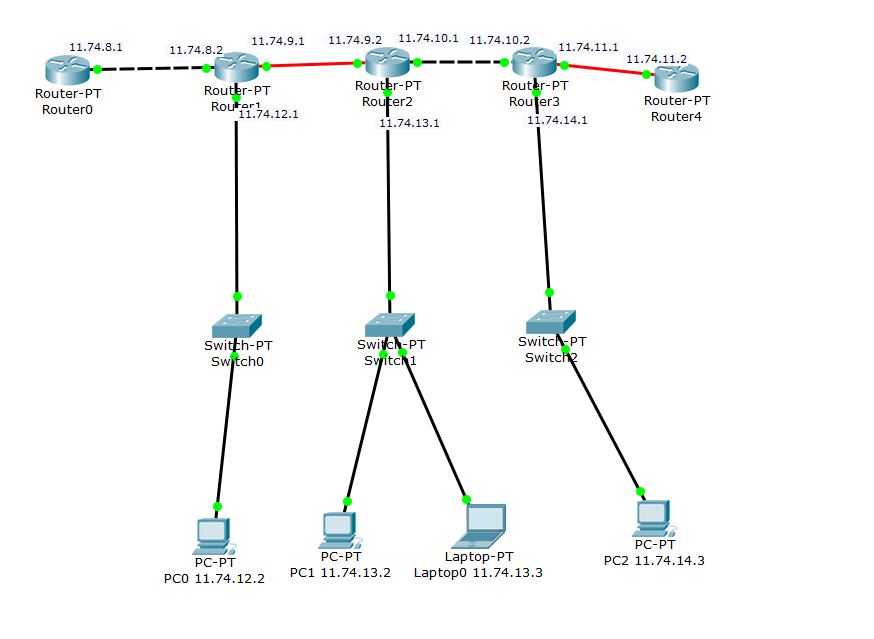 11.74.8.1
11.74.8.2
11.74.9.1
11.74.9.2
11.74.10.1
11.74.10.2
11.74.11.1
11.74.11.2
Router-PT
Router0
Router-PT
Router1
Router-PT
Router2
Router-PT
Router3
Router-PT
Router4
11.74.12.1
11.74.13.1
11.74.14.1
Switch-PT
Switch0
Switch-PT
Switch1
Switch-PT
Switch2
PC-PT
PC0 11.74.12.2
PC-PT
PC1 11.74.13.2
Laptop-PT
Laptop0 11.74.13.3
PC-PT
PC2 11.74.14.3